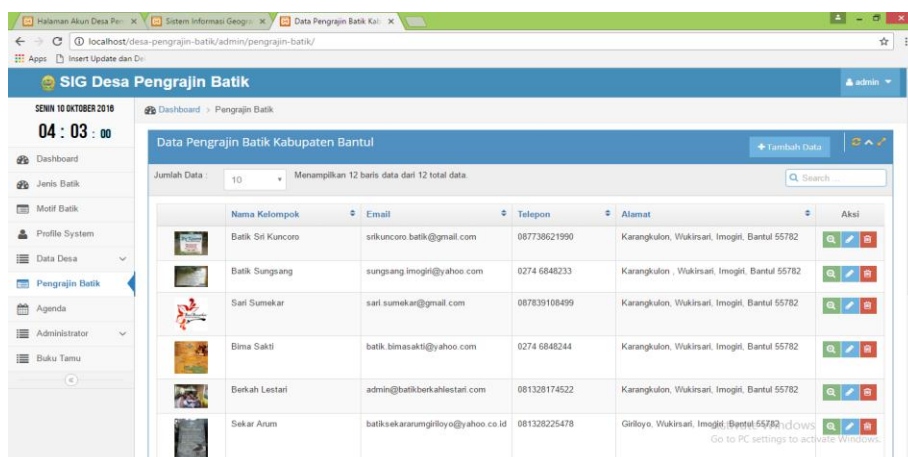 Halaman Akun Desa Pen
Sistem Informasi Geogra
Data Pengrajin Batik Kab
localhost/desa-pengrajin-batik/admin/pengrajin-batik/
Apps Insert Update dan De
SIG Desa Pengrajin Batik
admin
SENIN 10 OKTOBER 2016
04 : 03 : 00
Dashboard > Pengrajin Batik
Dashboard
Jenis Batik
Motif Batik
Profile System
Data Desa
Pengrajin Batik
Agenda
Administrator
Buku Tamu
Data Pengrajin Batik Kabupaten Bantul
Tambah Data
Jumlah Data : 10 Menampilkan 12 baris data dari 12 total data.
Search ...
Nama Kelompok Email Telepon Alamat Aksi
Batik Sri Kuncoro srikuncoro.batik@gmail.com 087738621990 Karangkulon, Wukirsari, Imogiri, Bantul 55782
Batik Sungsang sungsang.imogiri@yahoo.com 0274 6848233 Karangkulon , Wukirsari, Imogiri, Bantul 55782
Sari Sumekar sari.sumekar@gmail.com 087839108499 Karangkulon, Wukirsari, Imogiri, Bantul 55782
Bima Sakti batik.bimasakti@yahoo.com 0274 6848244 Karangkulon, Wukirsari, Imogiri, Bantul 55782
Berkah Lestari admin@batikberkahlestari.com 081328174522 Karangkulon, Wukirsari, Imogiri, Bantul 55782
Sekar Arum batiksekararumgiriloyo@yahoo.co.id 081328225478 Giriloyo, Wukirsari, Imogiri, Bantul 55782
Activate Windows
Go to PC settings to activate Windows.